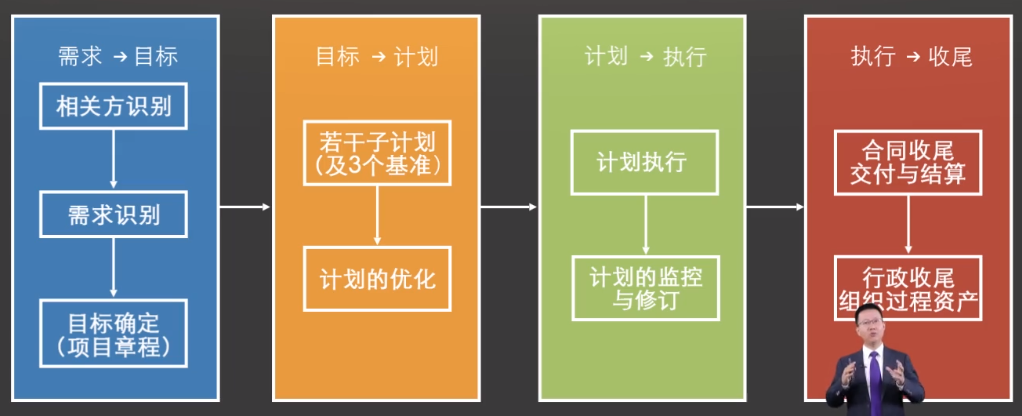 需求 → 目标
相关方识别
需求识别
目标确定
（项目章程）
目标 → 计划
若干子计划
（及3个基准）
计划的优化
计划 → 执行
计划执行
计划的监控
与修订
执行 → 收尾
合同收尾
交付与结算
行政收尾
组织过程资产